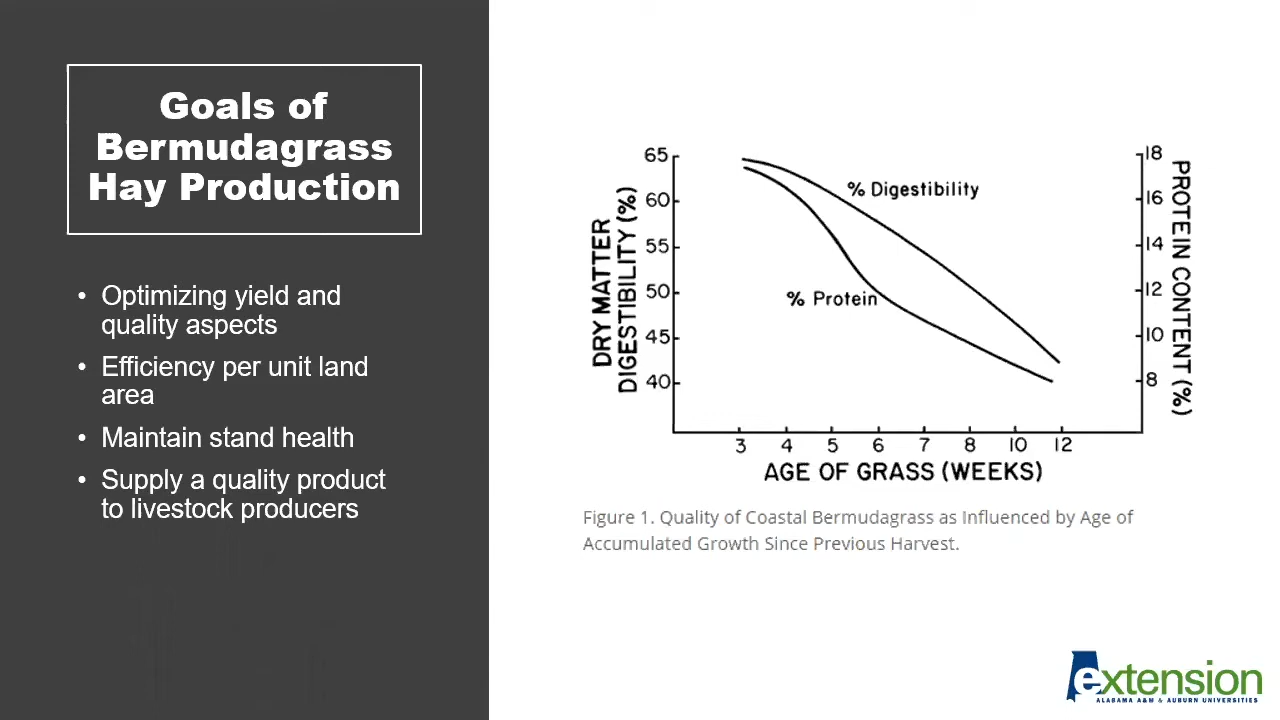 Goals of
Bermudagrass
Hay Production
• Optimizing yield and
quality aspects
• Efficiency per unit land
area
• Maintain stand health
• Supply a quality product
to livestock producers
DRY MATTER
DIGESTIBILITY (%)
65
60
55
50
45
40
% Digestibility
% Protein
18
16
14
12
10
8
PROTEIN CONTENT (%)
3 4 5 6 7 8 10 12
AGE OF GRASS (WEEKS)
Figure 1. Quality of Coastal Bermudagrass as Influenced by Age of
Accumulated Growth Since Previous Harvest.
extension
ALABAMA A&M & AUBURN UNIVERSITIES